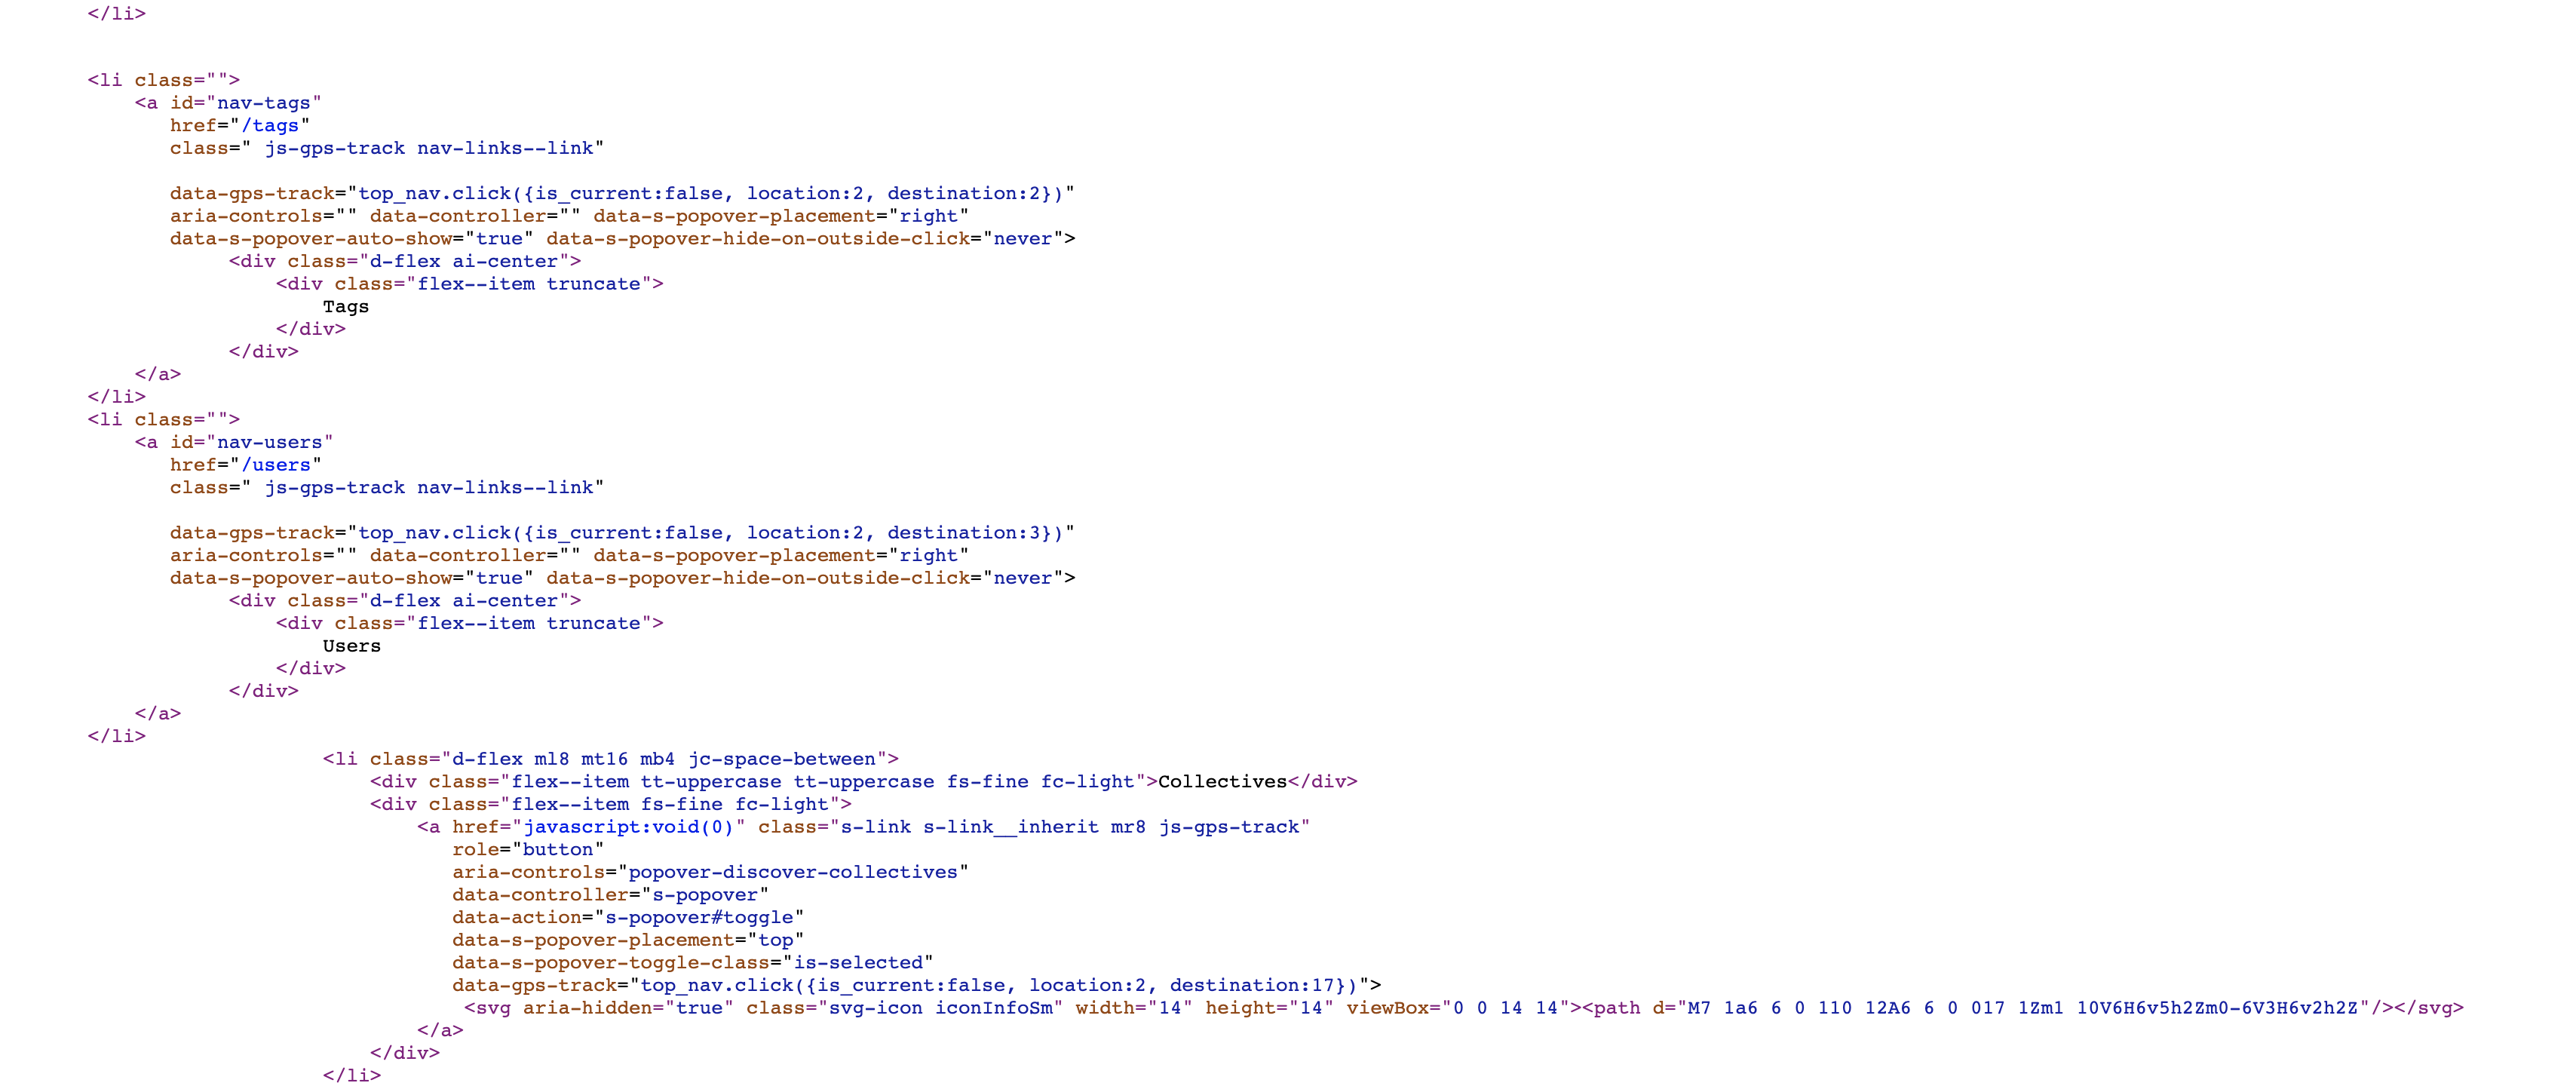 </li>
<li class="">
<a id="nav-tags"
href="/tags"
class=" js-gps-track nav-links--link"
data-gps-track="top_nav.click({is_current:false, location:2, destination:2})"
aria-controls="" data-controller="" data-s-popover-placement="right"
data-s-popover-auto-show="true" data-s-popover-hide-on-outside-click="never">
<div class="d-flex ai-center">
<div class="flex--item truncate">
Tags
</div>
</div>
</a>
</li>
<li class="">
<a id="nav-users"
href="/users"
class=" js-gps-track nav-links--link"
data-gps-track="top_nav.click({is_current:false, location:2, destination:3})"
aria-controls="" data-controller="" data-s-popover-placement="right"
data-s-popover-auto-show="true" data-s-popover-hide-on-outside-click="never">
<div class="d-flex ai-center">
<div class="flex--item truncate">
Users
</div>
</div>
</a>
</li>
<li class="d-flex ml8 mt16 mb4 jc-space-between">
<div class="flex--item tt-uppercase tt-uppercase fs-fine fc-light">Collectives</div>
<div class="flex--item fs-fine fc-light">
<a href="javascript:void(0)" class="s-link s-link__inherit mr8 js-gps-track"
role="button"
aria-controls="popover-discover-collectives"
data-controller="s-popover"
data-action="s-popover#toggle"
data-s-popover-placement="top"
data-s-popover-toggle-class="is-selected"
data-gps-track="top_nav.click({is_current:false, location:2, destination:17})">
<svg aria-hidden="true" class="svg-icon iconInfoSm" width="14" height="14" viewBox="0 0 14 14"><path d="M7 1a6 6 0 110 12A6 6 0 017 1Zm1 10V6H6v5h2Zm0-6V3H6v2h2Z"/></svg>
</a>
</div>
</li>